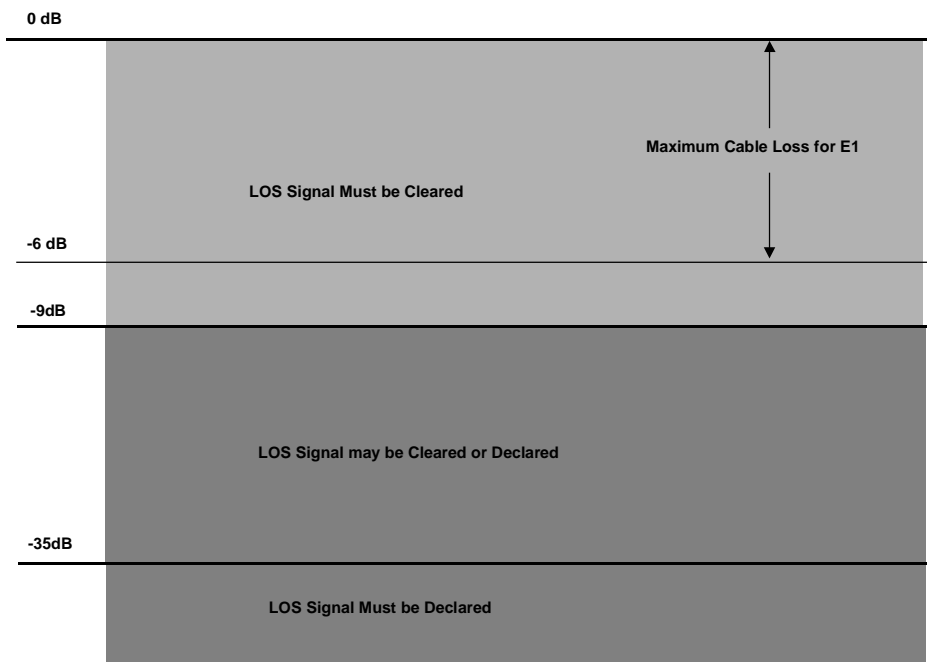 0 dB
Maximum Cable Loss for E1
LOS Signal Must be Cleared
-6 dB
-9dB
LOS Signal may be Cleared or Declared
-35dB
LOS Signal Must be Declared